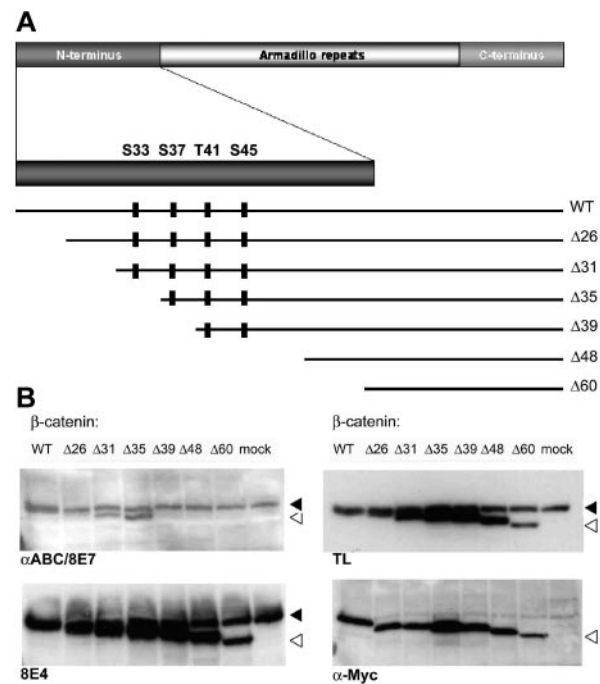 A
N-terminus Armadillo repeats C-terminus
S33 S37 T41 S45
WT
Δ26
Δ31
Δ35
Δ39
Δ48
Δ60
B
β-catenin:
WT Δ26 Δ31 Δ35 Δ39 Δ48 Δ60 mock
αABC/8E7
8E4
β-catenin:
WT Δ26 Δ31 Δ35 Δ39 Δ48 Δ60 mock
TL
α-Myc